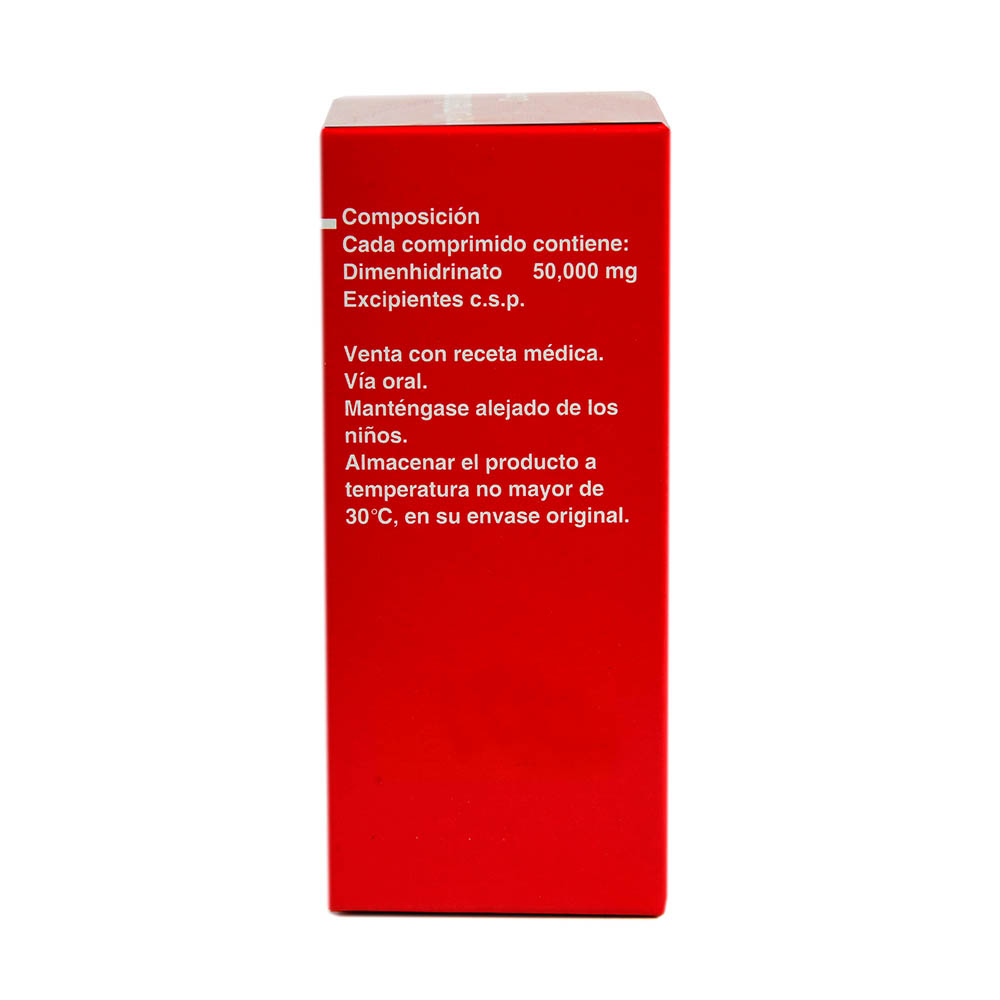 Composición
Cada comprimido contiene:
Dimenhidrinato 50,000 mg
Excipientes c.s.p.
Venta con receta médica.
Vía oral.
Manténgase alejado de los
niños.
Almacenar el producto a
temperatura no mayor de
30°C, en su envase original.